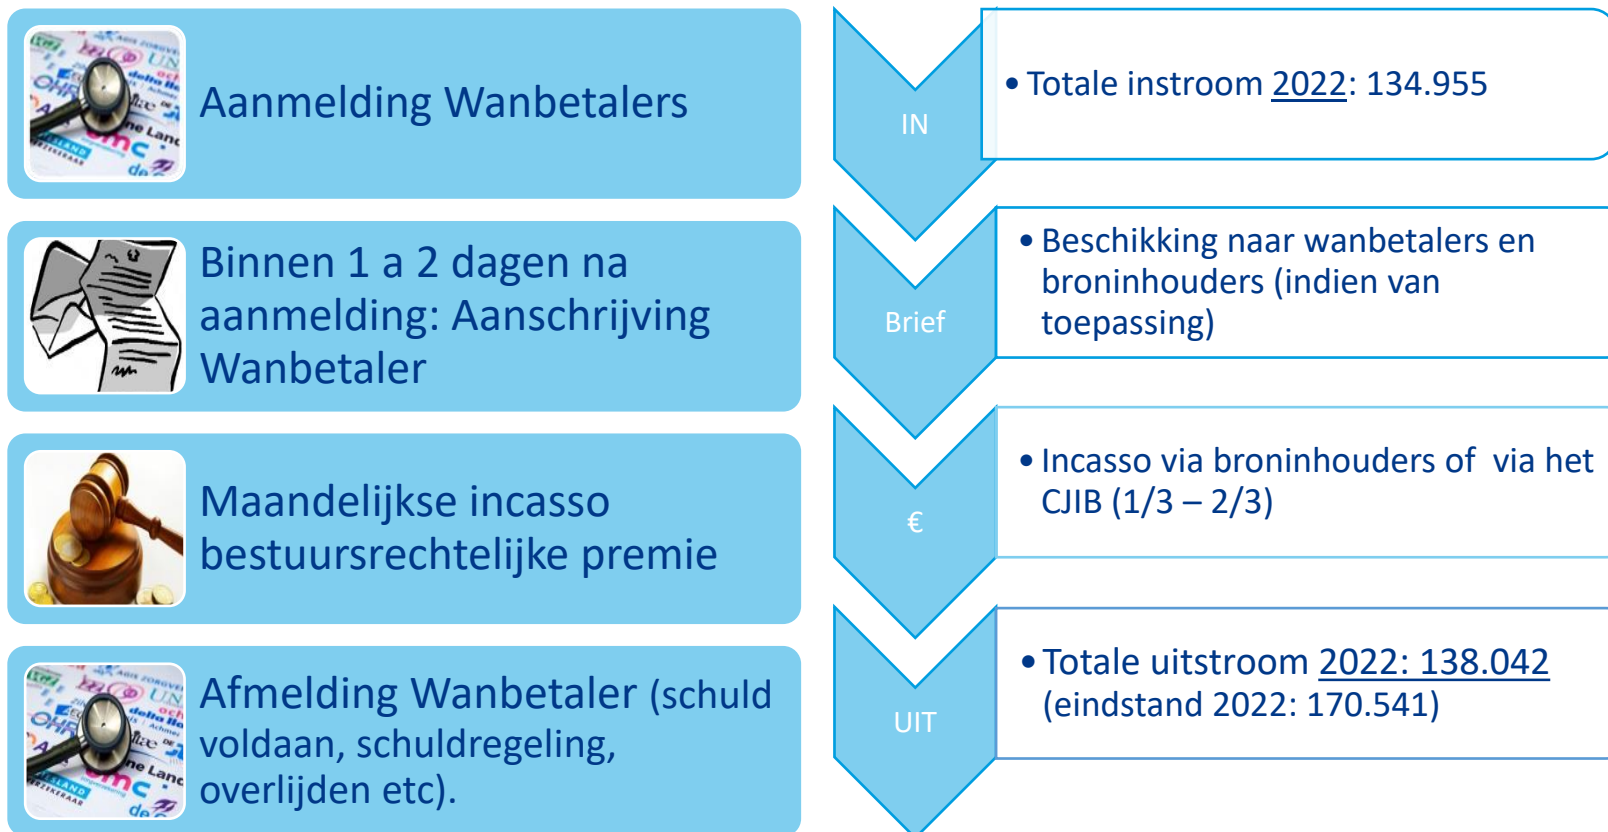 Aanmelding Wanbetalers
IN
• Totale instroom 2022: 134.955
Binnen 1 a 2 dagen na
aanmelding: Aanschrijving
Wanbetaler
Brief
• Beschikking naar wanbetalers en
broninhouders (indien van
toepassing)
Maandelijkse incasso
bestuursrechtelijke premie
€
• Incasso via broninhouders of  via het
CJIB (1/3 – 2/3)
Afmelding Wanbetaler (schuld
voldaan, schuldregeling,
overlijden etc).
UIT
• Totale uitstroom 2022: 138.042
(eindstand 2022: 170.541)